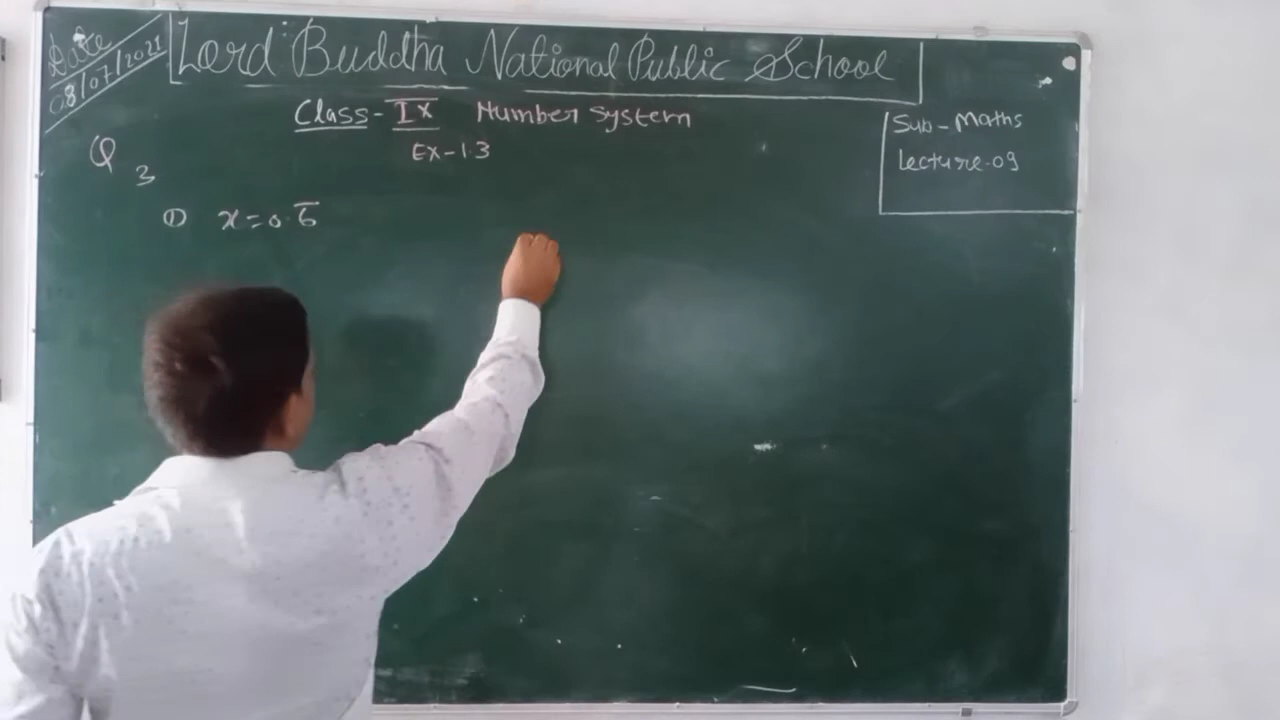 Date
08/07/2021
Lord Buddha National Public School
Class - IX Number System
Ex-1.3
Sub - Maths
Lecture-09
Q 3
① x = 0.6̅